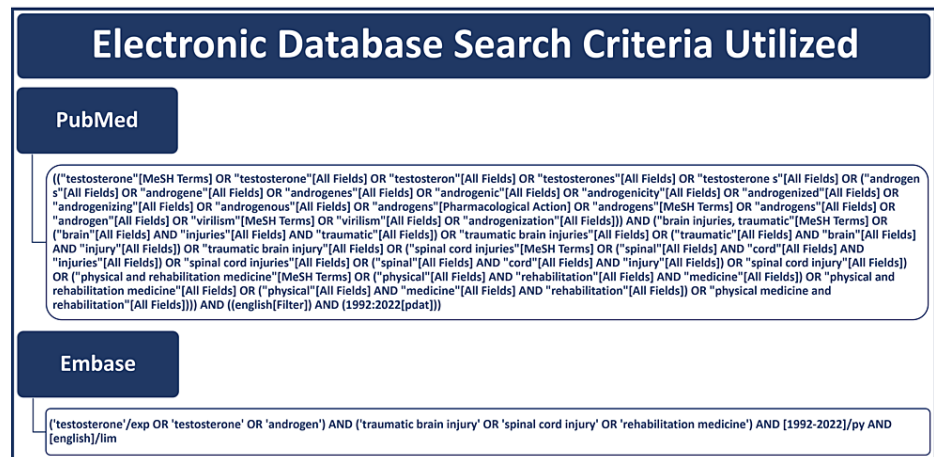 Electronic Database Search Criteria Utilized
PubMed
(("testosterone"[MeSH Terms] OR "testosterone"[All Fields] OR "testosteron"[All Fields] OR "testosterones"[All Fields] OR "testosterone s"[All Fields] OR ("androgen
s"[All Fields] OR "androgene"[All Fields] OR "androgenes"[All Fields] OR "androgenic"[All Fields] OR "androgenicity"[All Fields] OR "androgenized"[All Fields] OR
"androgenizing"[All Fields] OR "androgenous"[All Fields] OR "androgens"[Pharmacological Action] OR "androgens"[MeSH Terms] OR "androgens"[All Fields] OR
"androgen"[All Fields] OR "virilism"[MeSH Terms] OR "virilism"[All Fields] OR "androgenization"[All Fields])) AND ("brain injuries, traumatic"[MeSH Terms] OR
("brain"[All Fields] AND "injuries"[All Fields] AND "traumatic"[All Fields]) OR "traumatic brain injuries"[All Fields] OR ("traumatic"[All Fields] AND "brain"[All Fields]
AND "injury"[All Fields]) OR "traumatic brain injury"[All Fields] OR ("spinal cord injuries"[MeSH Terms] OR ("spinal"[All Fields] AND "cord"[All Fields] AND
"injuries"[All Fields]) OR "spinal cord injuries"[All Fields] OR ("spinal"[All Fields] AND "cord"[All Fields] AND "injury"[All Fields]) OR "spinal cord injury"[All Fields])
OR ("physical and rehabilitation medicine"[MeSH Terms] OR ("physical"[All Fields] AND "rehabilitation"[All Fields] AND "medicine"[All Fields]) OR "physical and
rehabilitation medicine"[All Fields] OR ("physical"[All Fields] AND "medicine"[All Fields] AND "rehabilitation"[All Fields]) OR "physical medicine and
rehabilitation"[All Fields]))) AND ((english[Filter]) AND (1992:2022[pdat]))
Embase
('testosterone'/exp OR 'testosterone' OR 'androgen') AND ('traumatic brain injury' OR 'spinal cord injury' OR 'rehabilitation medicine') AND [1992-2022]/py AND
[english]/lim